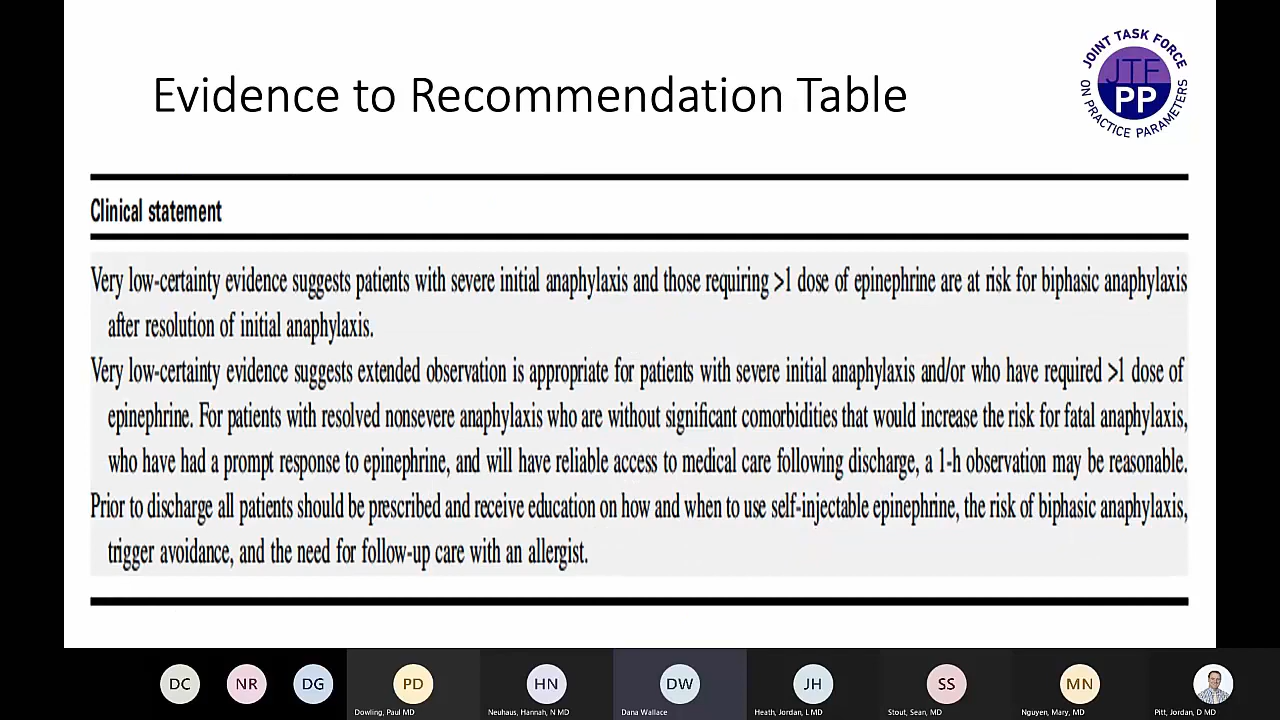 JOINT TASK FORCE
JTF
PP
ON PRACTICE PARAMETERS
Evidence to Recommendation Table
Clinical statement
Very low-certainty evidence suggests patients with severe initial anaphylaxis and those requiring >1 dose of epinephrine are at risk for biphasic anaphylaxis
after resolution of initial anaphylaxis.
Very low-certainty evidence suggests extended observation is appropriate for patients with severe initial anaphylaxis and/or who have required >1 dose of
epinephrine. For patients with resolved nonsevere anaphylaxis who are without significant comorbidities that would increase the risk for fatal anaphylaxis,
who have had a prompt response to epinephrine, and will have reliable access to medical care following discharge, a 1-h observation may be reasonable.
Prior to discharge all patients should be prescribed and receive education on how and when to use self-injectable epinephrine, the risk of biphasic anaphylaxis,
trigger avoidance, and the need for follow-up care with an allergist.
DC NR DG PD HN DW JH SS MN
Dowling, Paul MD Neuhaus, Hannah, N MD Dana Wallace Heath, Jordan, L MD Stout, Sean, MD Nguyen, Mary, MD Pitt, Jordan, D MD